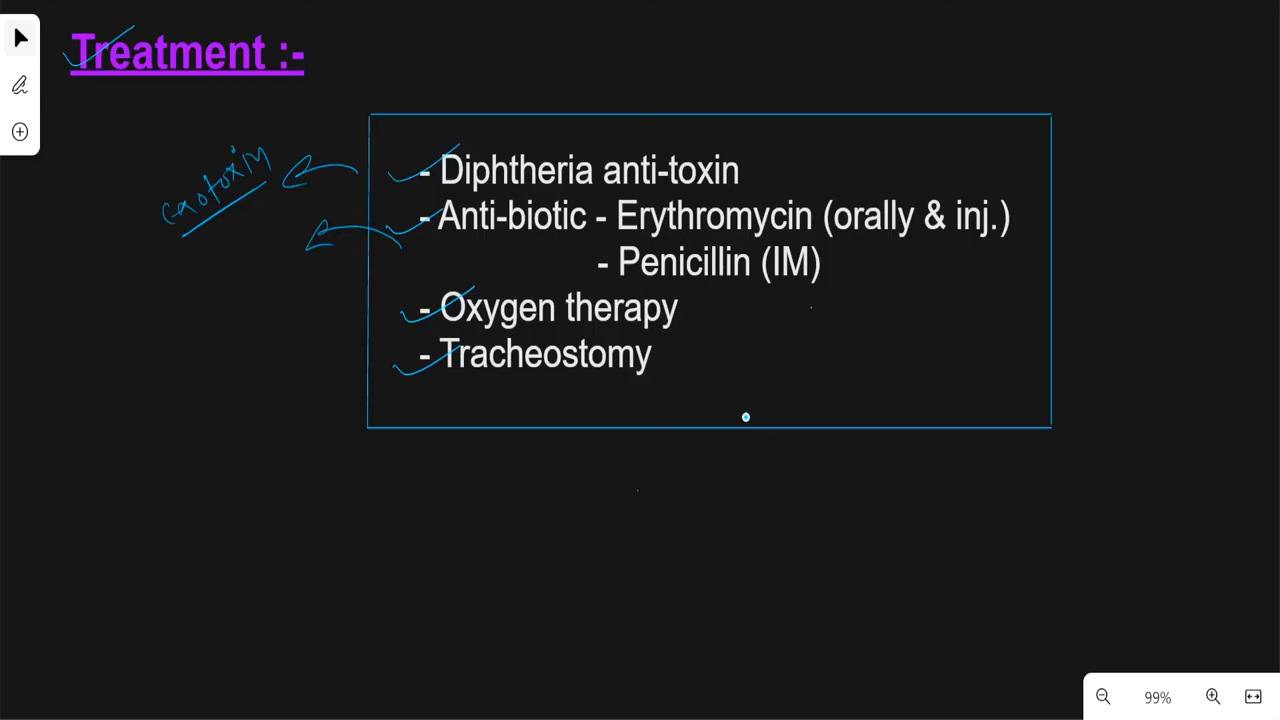 Treatment :-
exotoxin
- Diphtheria anti-toxin
- Anti-biotic - Erythromycin (orally & inj.)
- Penicillin (IM)
- Oxygen therapy
- Tracheostomy
99%